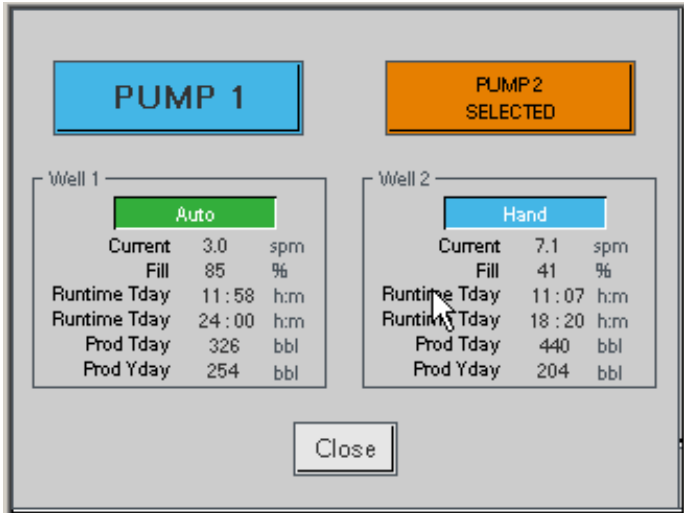 PUMP 1
PUMP 2
SELECTED
Well 1
Auto
Current 3.0 spm
Fill 85 %
Runtime Tday 11:58 h:m
Runtime Tday 24:00 h:m
Prod Tday 326 bbl
Prod Yday 254 bbl
Well 2
Hand
Current 7.1 spm
Fill 41 %
Runtime Tday 11:07 h:m
Runtime Tday 18:20 h:m
Prod Tday 440 bbl
Prod Yday 204 bbl
Close